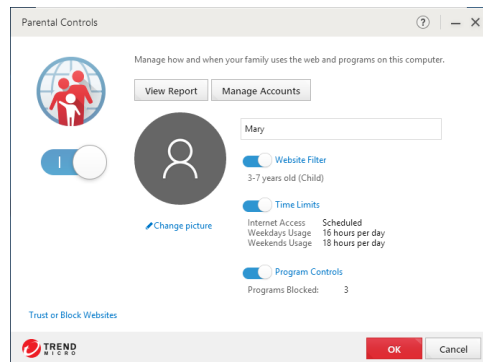 Parental Controls
?
Manage how and when your family uses the web and programs on this computer.
View Report
Manage Accounts
Mary
Website Filter
3-7 years old (Child)
Time Limits
Internet Access Scheduled
Weekdays Usage 16 hours per day
Weekends Usage 18 hours per day
Change picture
Program Controls
Programs Blocked: 3
Trust or Block Websites
TREND
MICRO
OK
Cancel